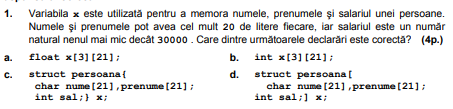 1. Variabila x este utilizată pentru a memora numele, prenumele şi salariul unei persoane.
Numele şi prenumele pot avea cel mult 20 de litere fiecare, iar salariul este un număr
natural nenul mai mic decât 30000 . Care dintre următoarele declarări este corectă? (4p.)
a. float x[3][21]; b. int x[3][21];
c. struct persoana{ d. struct persoana[
char nume[21],prenume[21]; char nume[21],prenume[21];
int sal;} x; int sal;] x;